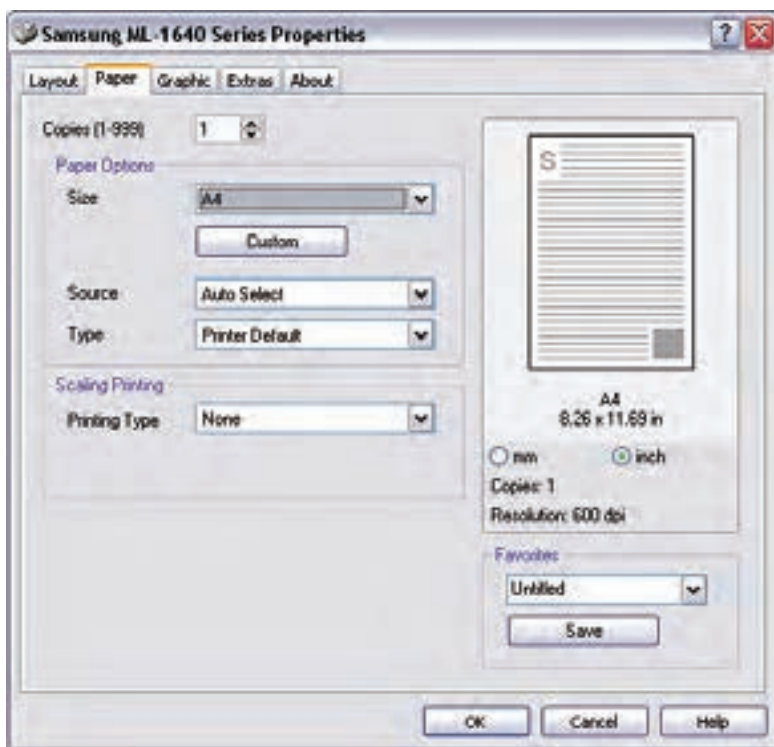 Samsung ML-1640 Series Properties
?
Layout Paper Graphic Extras About
Copies (1-999) 1
Paper Options
Size A4
Custom
Source Auto Select
Type Printer Default
Scaling Printing
Printing Type None
S
A4
8.26 x 11.69 in
mm inch
Copies: 1
Resolution: 600 dpi
Favorites
Untitled
Save
OK Cancel Help